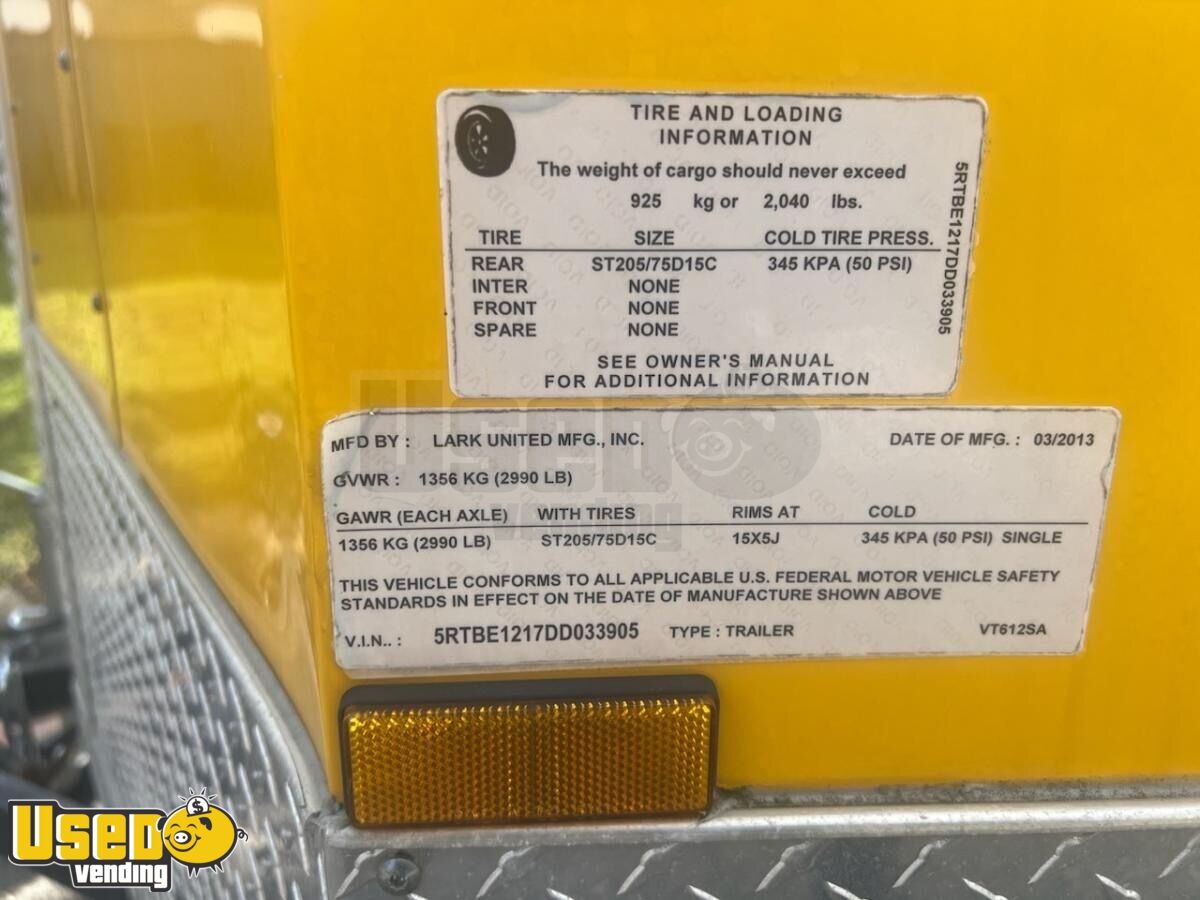 TIRE AND LOADING
INFORMATION
The weight of cargo should never exceed
925 kg or 2,040 lbs.
TIRE SIZE COLD TIRE PRESS.
REAR ST205/75D15C 345 KPA (50 PSI)
INTER NONE
FRONT NONE
SPARE NONE
SEE OWNER'S MANUAL
FOR ADDITIONAL INFORMATION
5RTBE1217DD033905
MFD BY : LARK UNITED MFG., INC. DATE OF MFG. : 03/2013
GVWR : 1356 KG (2990 LB)
GAWR (EACH AXLE) WITH TIRES RIMS AT COLD
1356 KG (2990 LB) ST205/75D15C 15X5J 345 KPA (50 PSI) SINGLE
THIS VEHICLE CONFORMS TO ALL APPLICABLE U.S. FEDERAL MOTOR VEHICLE SAFETY
STANDARDS IN EFFECT ON THE DATE OF MANUFACTURE SHOWN ABOVE
V.I.N.. : 5RTBE1217DD033905 TYPE : TRAILER VT612SA
USED
vending
USED
vending